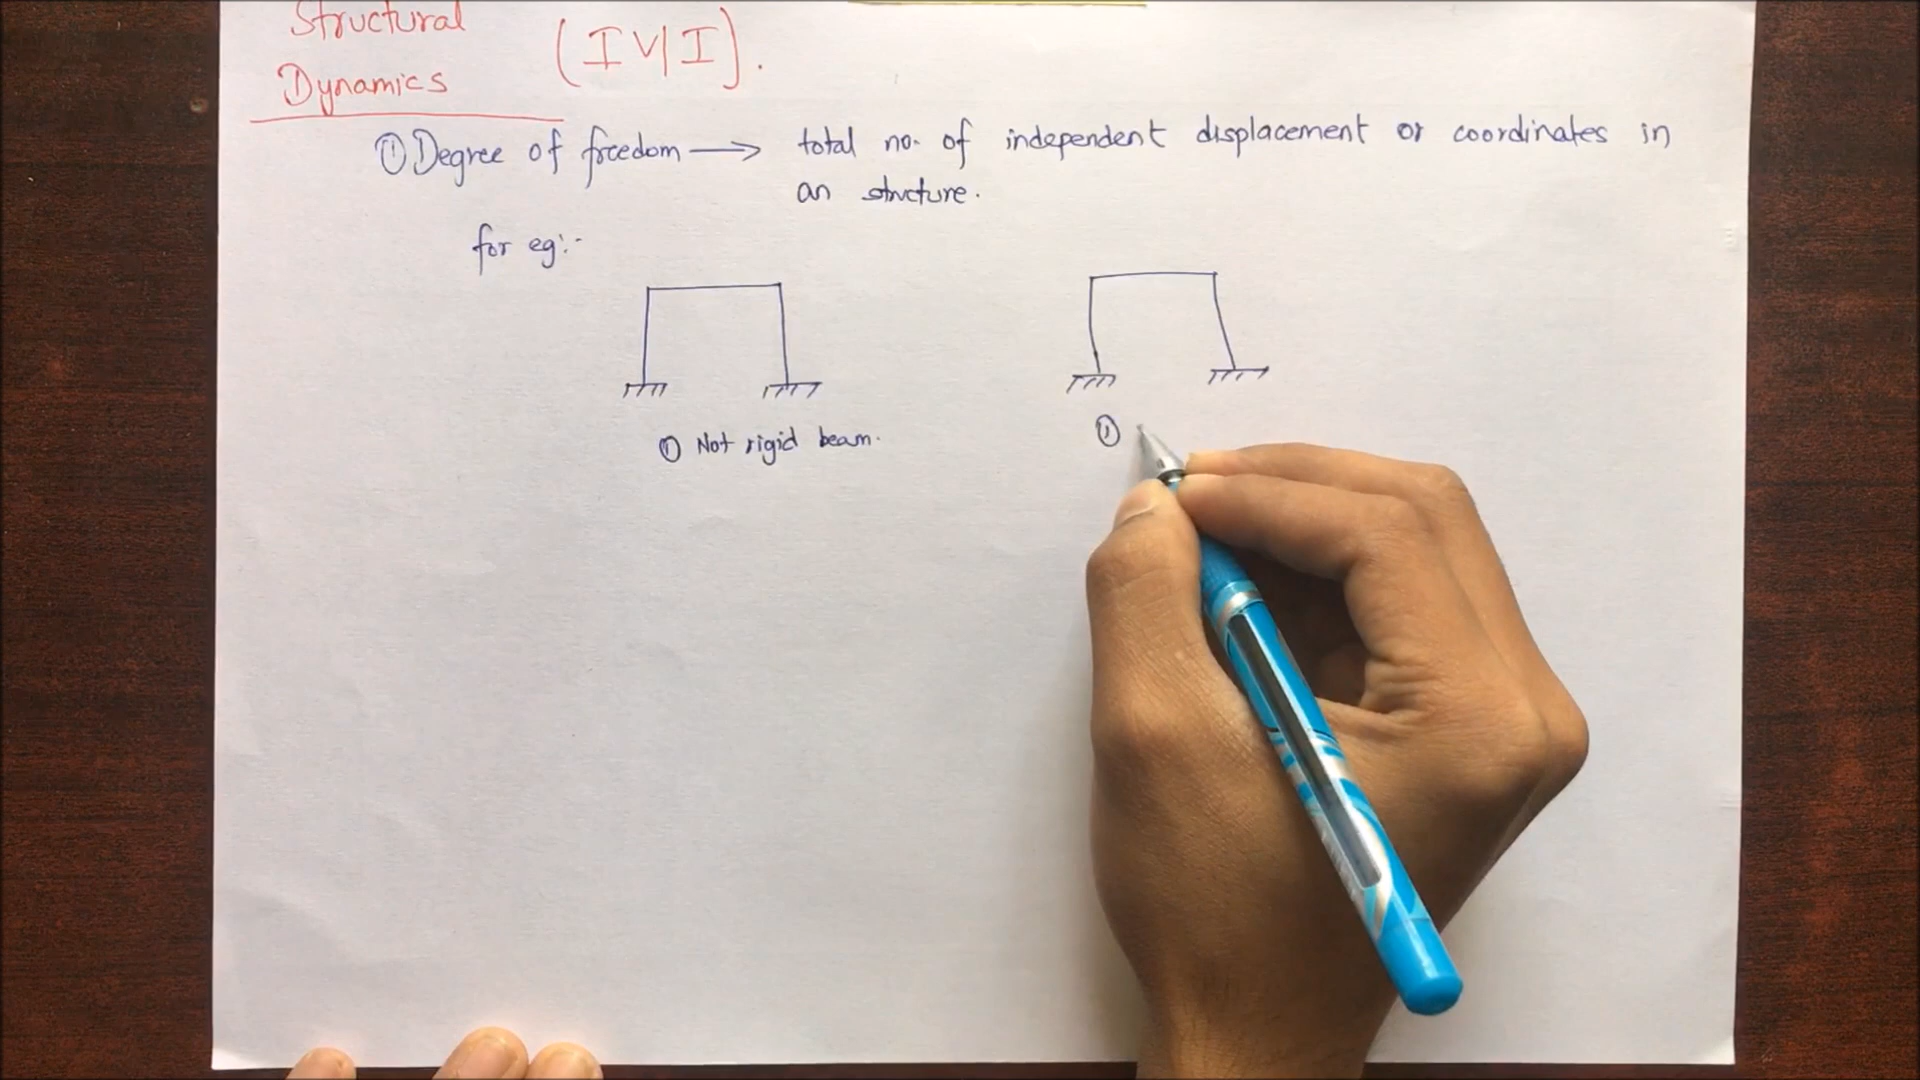 Structural
Dynamics (IV/I).
① Degree of freedom → total no. of independent displacement or coordinates in
an structure.
for eg:-
① Not rigid beam.
①